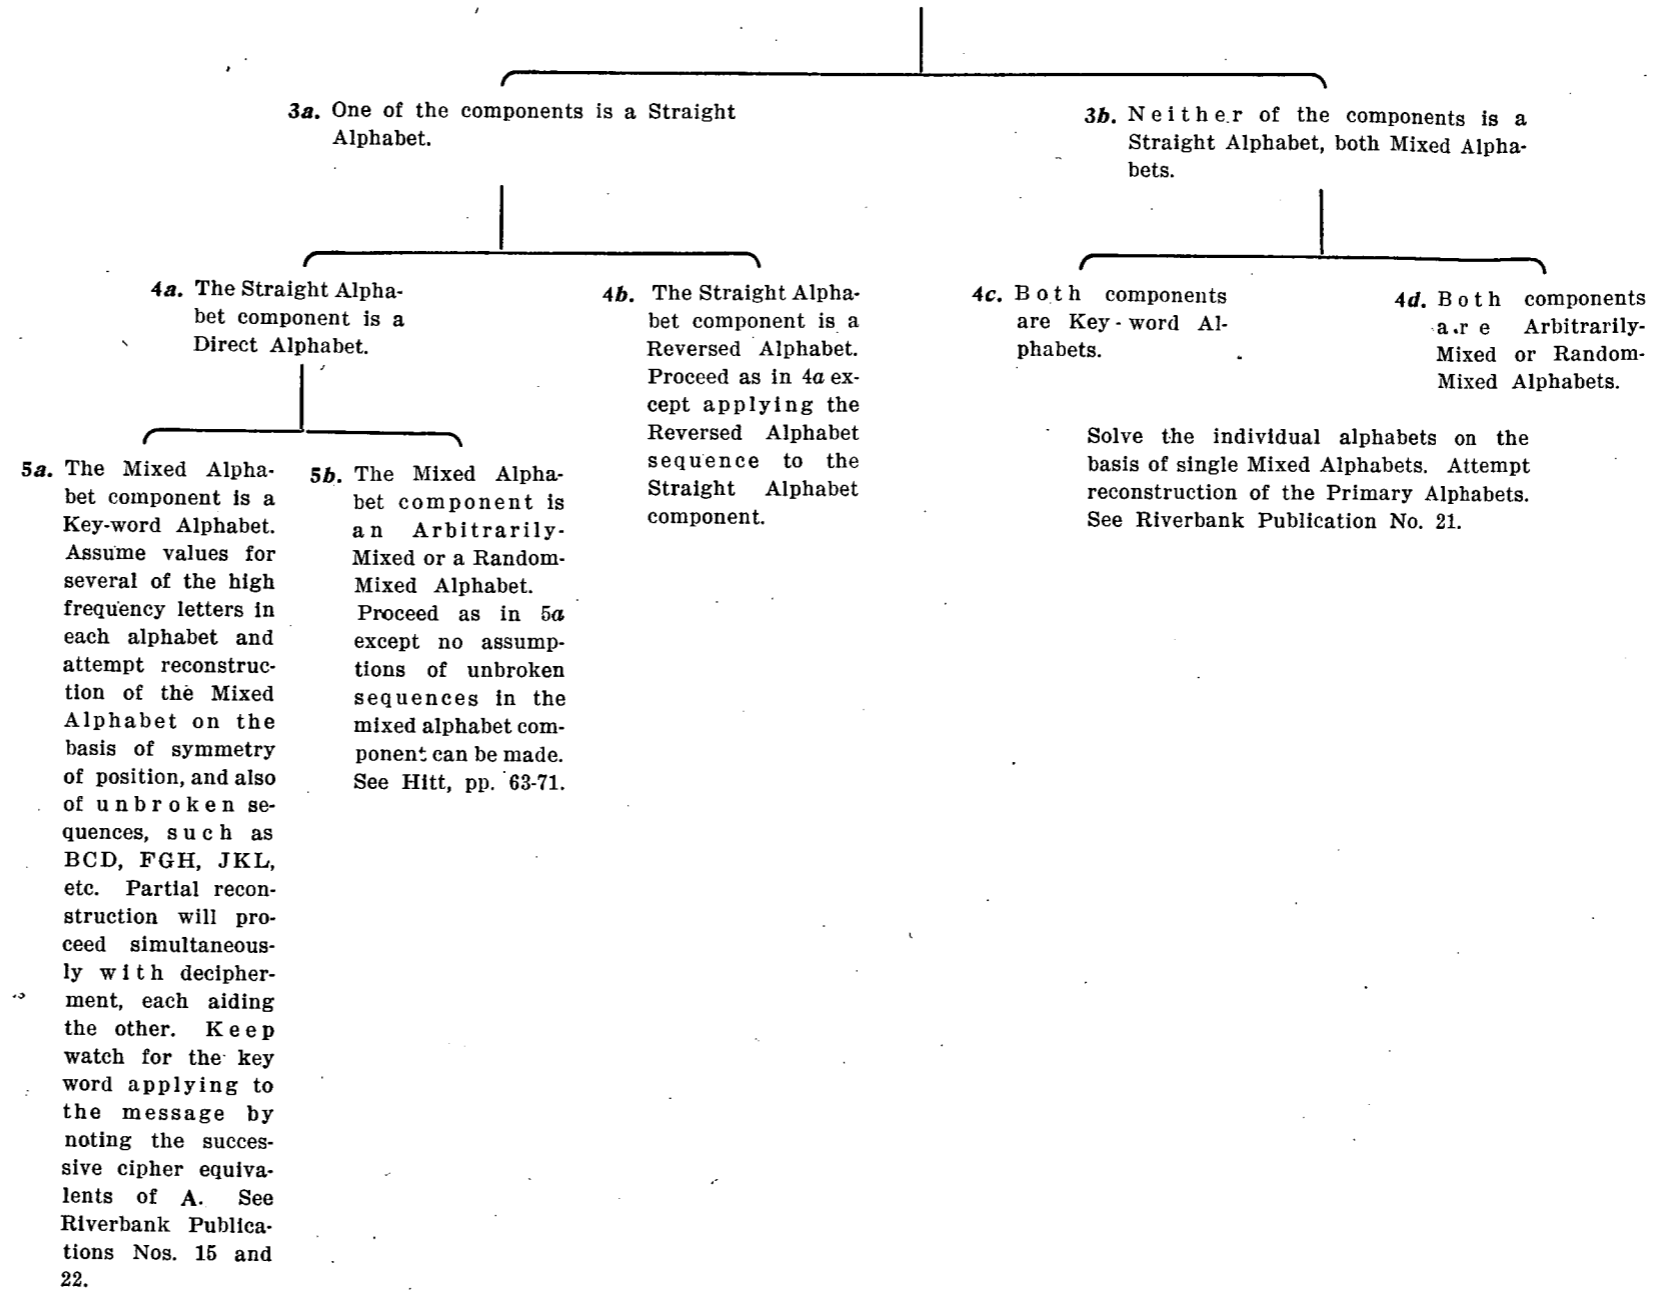 3a. One of the components is a Straight
Alphabet.
3b. Neither of the components is a
Straight Alphabet, both Mixed Alpha-
bets.
4a. The Straight Alpha-
bet component is a
Direct Alphabet.
4b. The Straight Alpha-
bet component is a
Reversed Alphabet.
Proceed as in 4a ex-
cept applying the
Reversed Alphabet
sequence to the
Straight Alphabet
component.
4c. Both components
are Key-word Al-
phabets.
4d. Both components
are Arbitrarily-
Mixed or Random-
Mixed Alphabets.
Solve the individual alphabets on the
basis of single Mixed Alphabets. Attempt
reconstruction of the Primary Alphabets.
See Riverbank Publication No. 21.
5a. The Mixed Alpha-
bet component is a
Key-word Alphabet.
Assume values for
several of the high
frequency letters in
each alphabet and
attempt reconstruc-
tion of the Mixed
Alphabet on the
basis of symmetry
of position, and also
of unbroken se-
quences, such as
BCD, FGH, JKL,
etc. Partial recon-
struction will pro-
ceed simultaneous-
ly with decipher-
ment, each aiding
the other. Keep
watch for the key
word applying to
the message by
noting the succes-
sive cipher equiva-
lents of A. See
Riverbank Publica-
tions Nos. 15 and
22.
5b. The Mixed Alpha-
bet component is
an Arbitrarily-
Mixed or a Random-
Mixed Alphabet.
Proceed as in 5a
except no assump-
tions of unbroken
sequences in the
mixed alphabet com-
ponent can be made.
See Hitt, pp. 63-71.